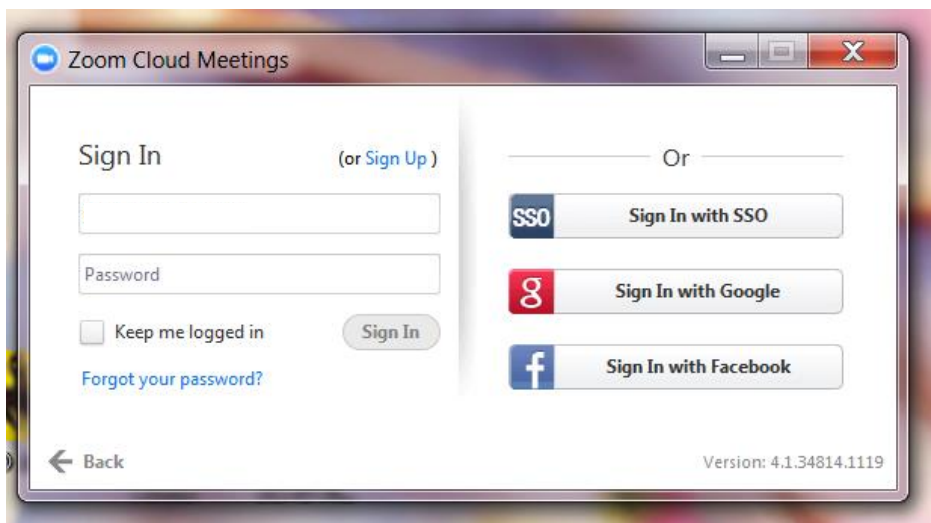 Zoom Cloud Meetings
Sign In
(or Sign Up )
Password
Keep me logged in
Sign In
Forgot your password?
Back
Or
SSO Sign In with SSO
g Sign In with Google
f Sign In with Facebook
Version: 4.1.34814.1119